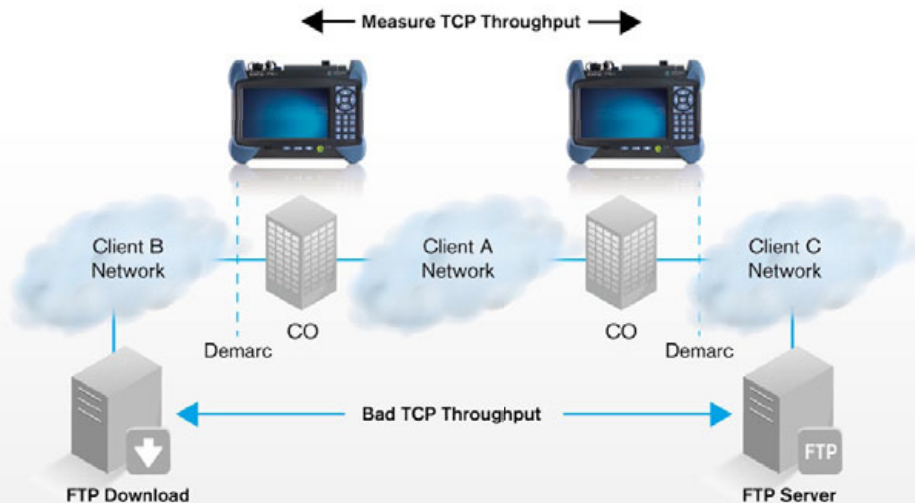 Measure TCP Throughput
Client B
Network
Client A
Network
Client C
Network
CO
CO
Demarc
Demarc
Bad TCP Throughput
FTP
FTP Download
FTP Server